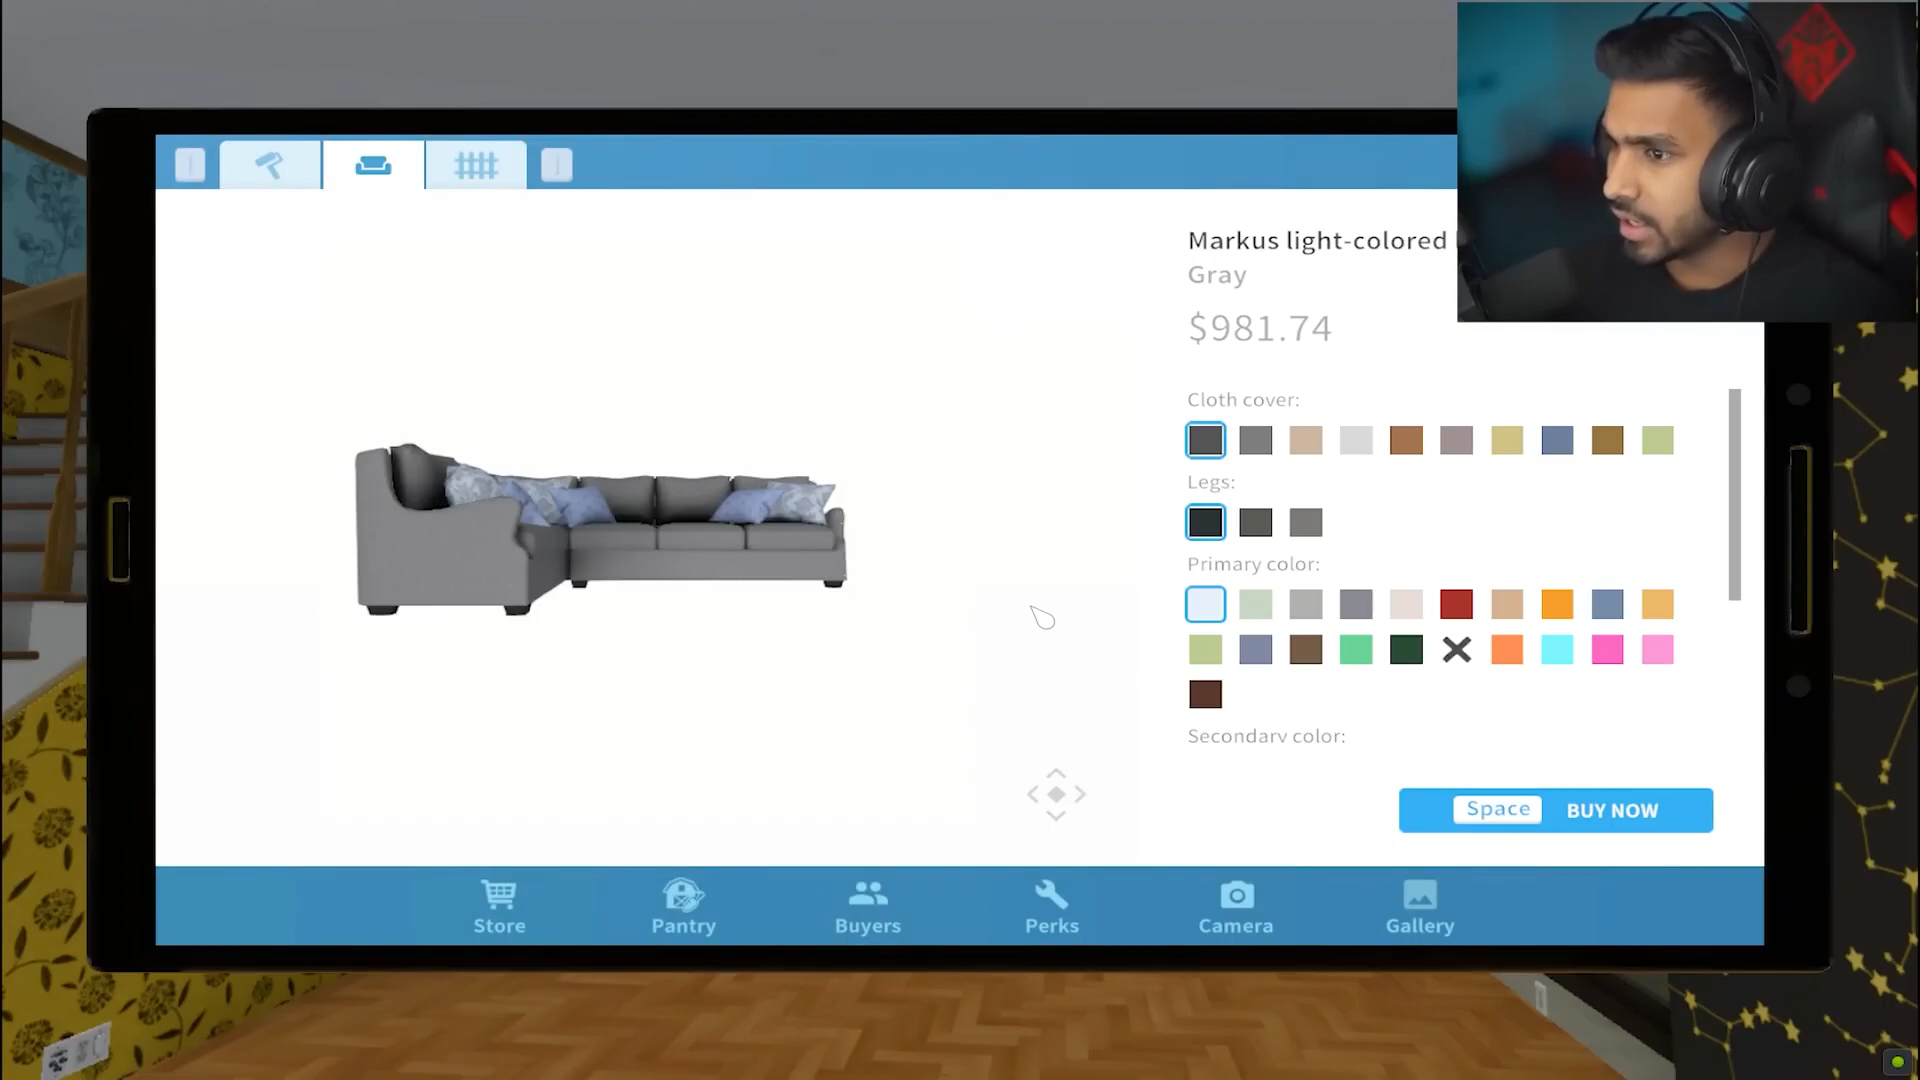 Markus light-colored
Gray
$981.74
Cloth cover:
Legs:
Primary color:
Secondary color:
Space BUY NOW
Store Pantry Buyers Perks Camera Gallery